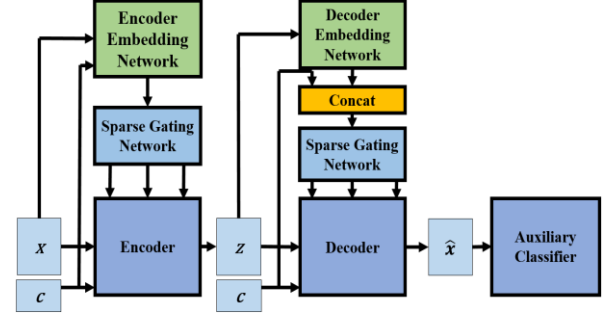 Encoder
Embedding
Network
Decoder
Embedding
Network
Concat
Sparse Gating
Network
Sparse Gating
Network
X
Encoder
Z
Decoder
x̂
Auxiliary
Classifier
C
C